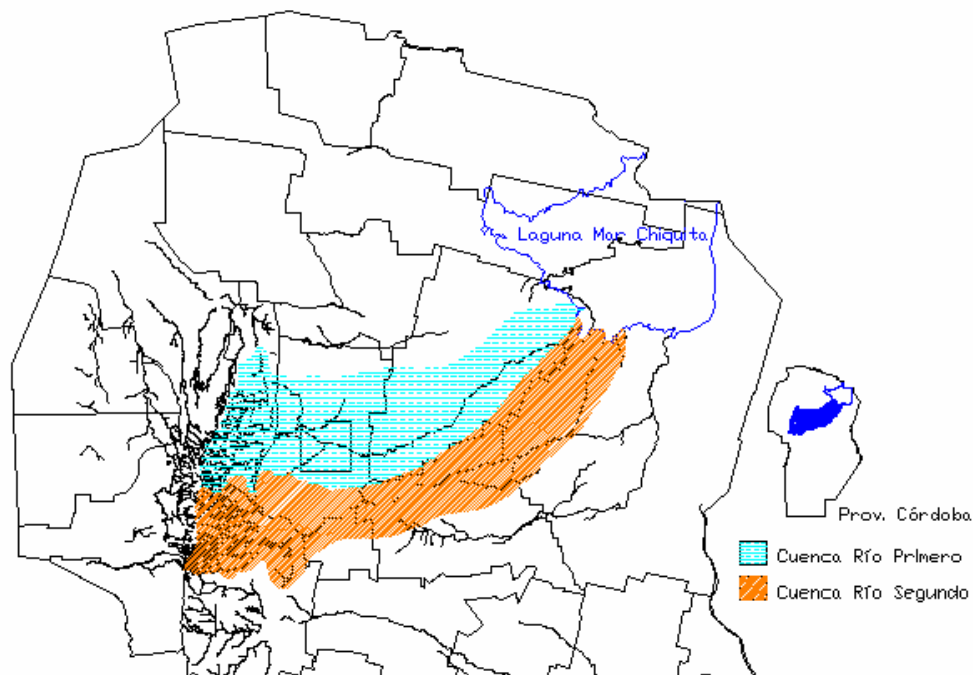 Laguna Mar Chiquita
Prov. Córdoba
Cuenca Río Primero
Cuenca Río Segundo